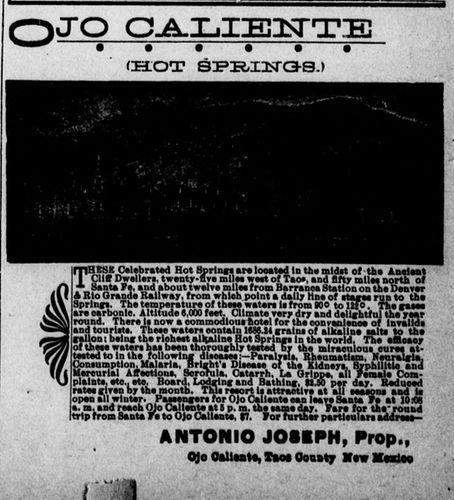 OJO CALIENTE
(HOT SPRINGS.)
THESE Celebrated Hot Springs are located in the midst of the Ancient
Cliff Dwellers, twenty-five miles west of Taos, and fifty miles north of
Santa Fe, and about twelve miles from Barranca Station on the Denver
& Rio Grande Railway, from which point a daily line of stages run to the
Springs. The temperature of these waters is from 90° to 122°. The gases
are carbonic. Altitude 6,000 feet. Climate very dry and delightful the year
round. There is now a commodious hotel for the convenience of invalids
and tourists. These waters contain 1686.24 grains of alkaline salts to the
gallon; being the richest alkaline Hot Springs in the world. The efficacy
of these waters has been thoroughly tested by the miraculous cures at-
tested to in the following diseases:—Paralysis, Rheumatism, Neuralgia,
Consumption, Malaria, Bright's Disease of the Kidneys, Syphilitic and
Mercurial Affections, Scrofula, Catarrh, La Grippe, all Female Com-
plaints, etc., etc. Board, Lodging and Bathing, $2.50 per day. Reduced
rates given by the month. This resort is attractive at all seasons and is
open all winter. Passengers for Ojo Caliente can leave Santa Fe at 10:08
a. m. and reach Ojo Caliente at 5 p. m. the same day. Fare for the round
trip from Santa Fe to Ojo Caliente, $7. For further particulars address—
ANTONIO JOSEPH, Prop.,
Ojo Caliente, Taos County New Mexico